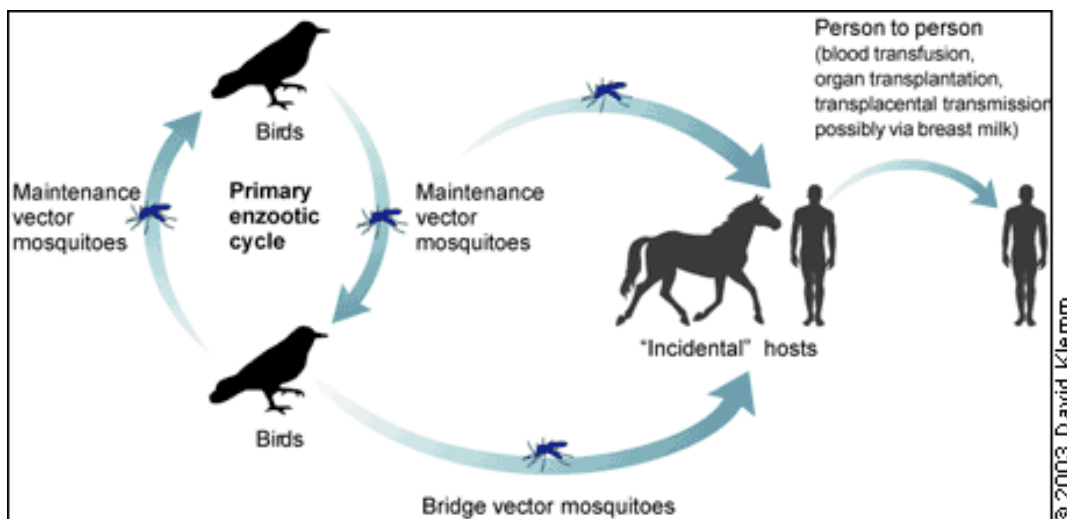 Person to person
(blood transfusion,
organ transplantation,
transplacental transmission
possibly via breast milk)
Birds
Maintenance
vector
mosquitoes
Primary
enzootic
cycle
Maintenance
vector
mosquitoes
"Incidental" hosts
Birds
Bridge vector mosquitoes
© 2003 David Klemm